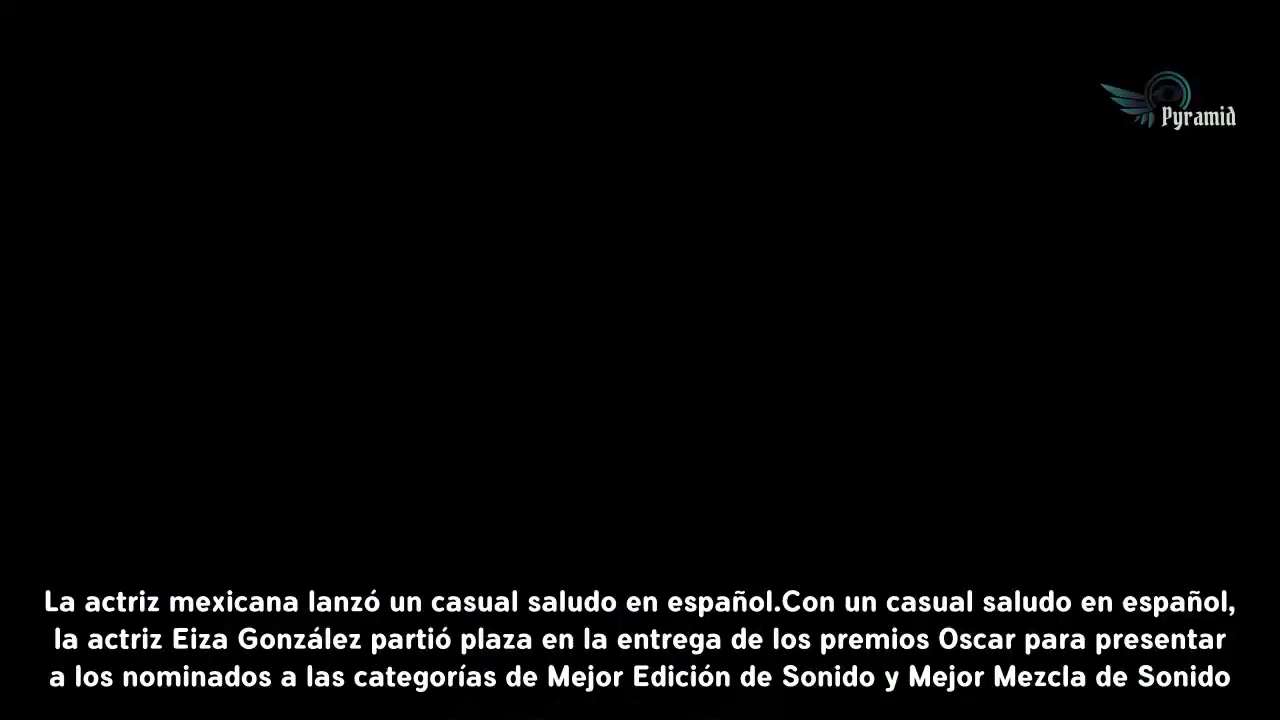 Pyramid
La actriz mexicana lanzó un casual saludo en español.Con un casual saludo en español,
la actriz Eiza González partió plaza en la entrega de los premios Oscar para presentar
a los nominados a las categorías de Mejor Edición de Sonido y Mejor Mezcla de Sonido